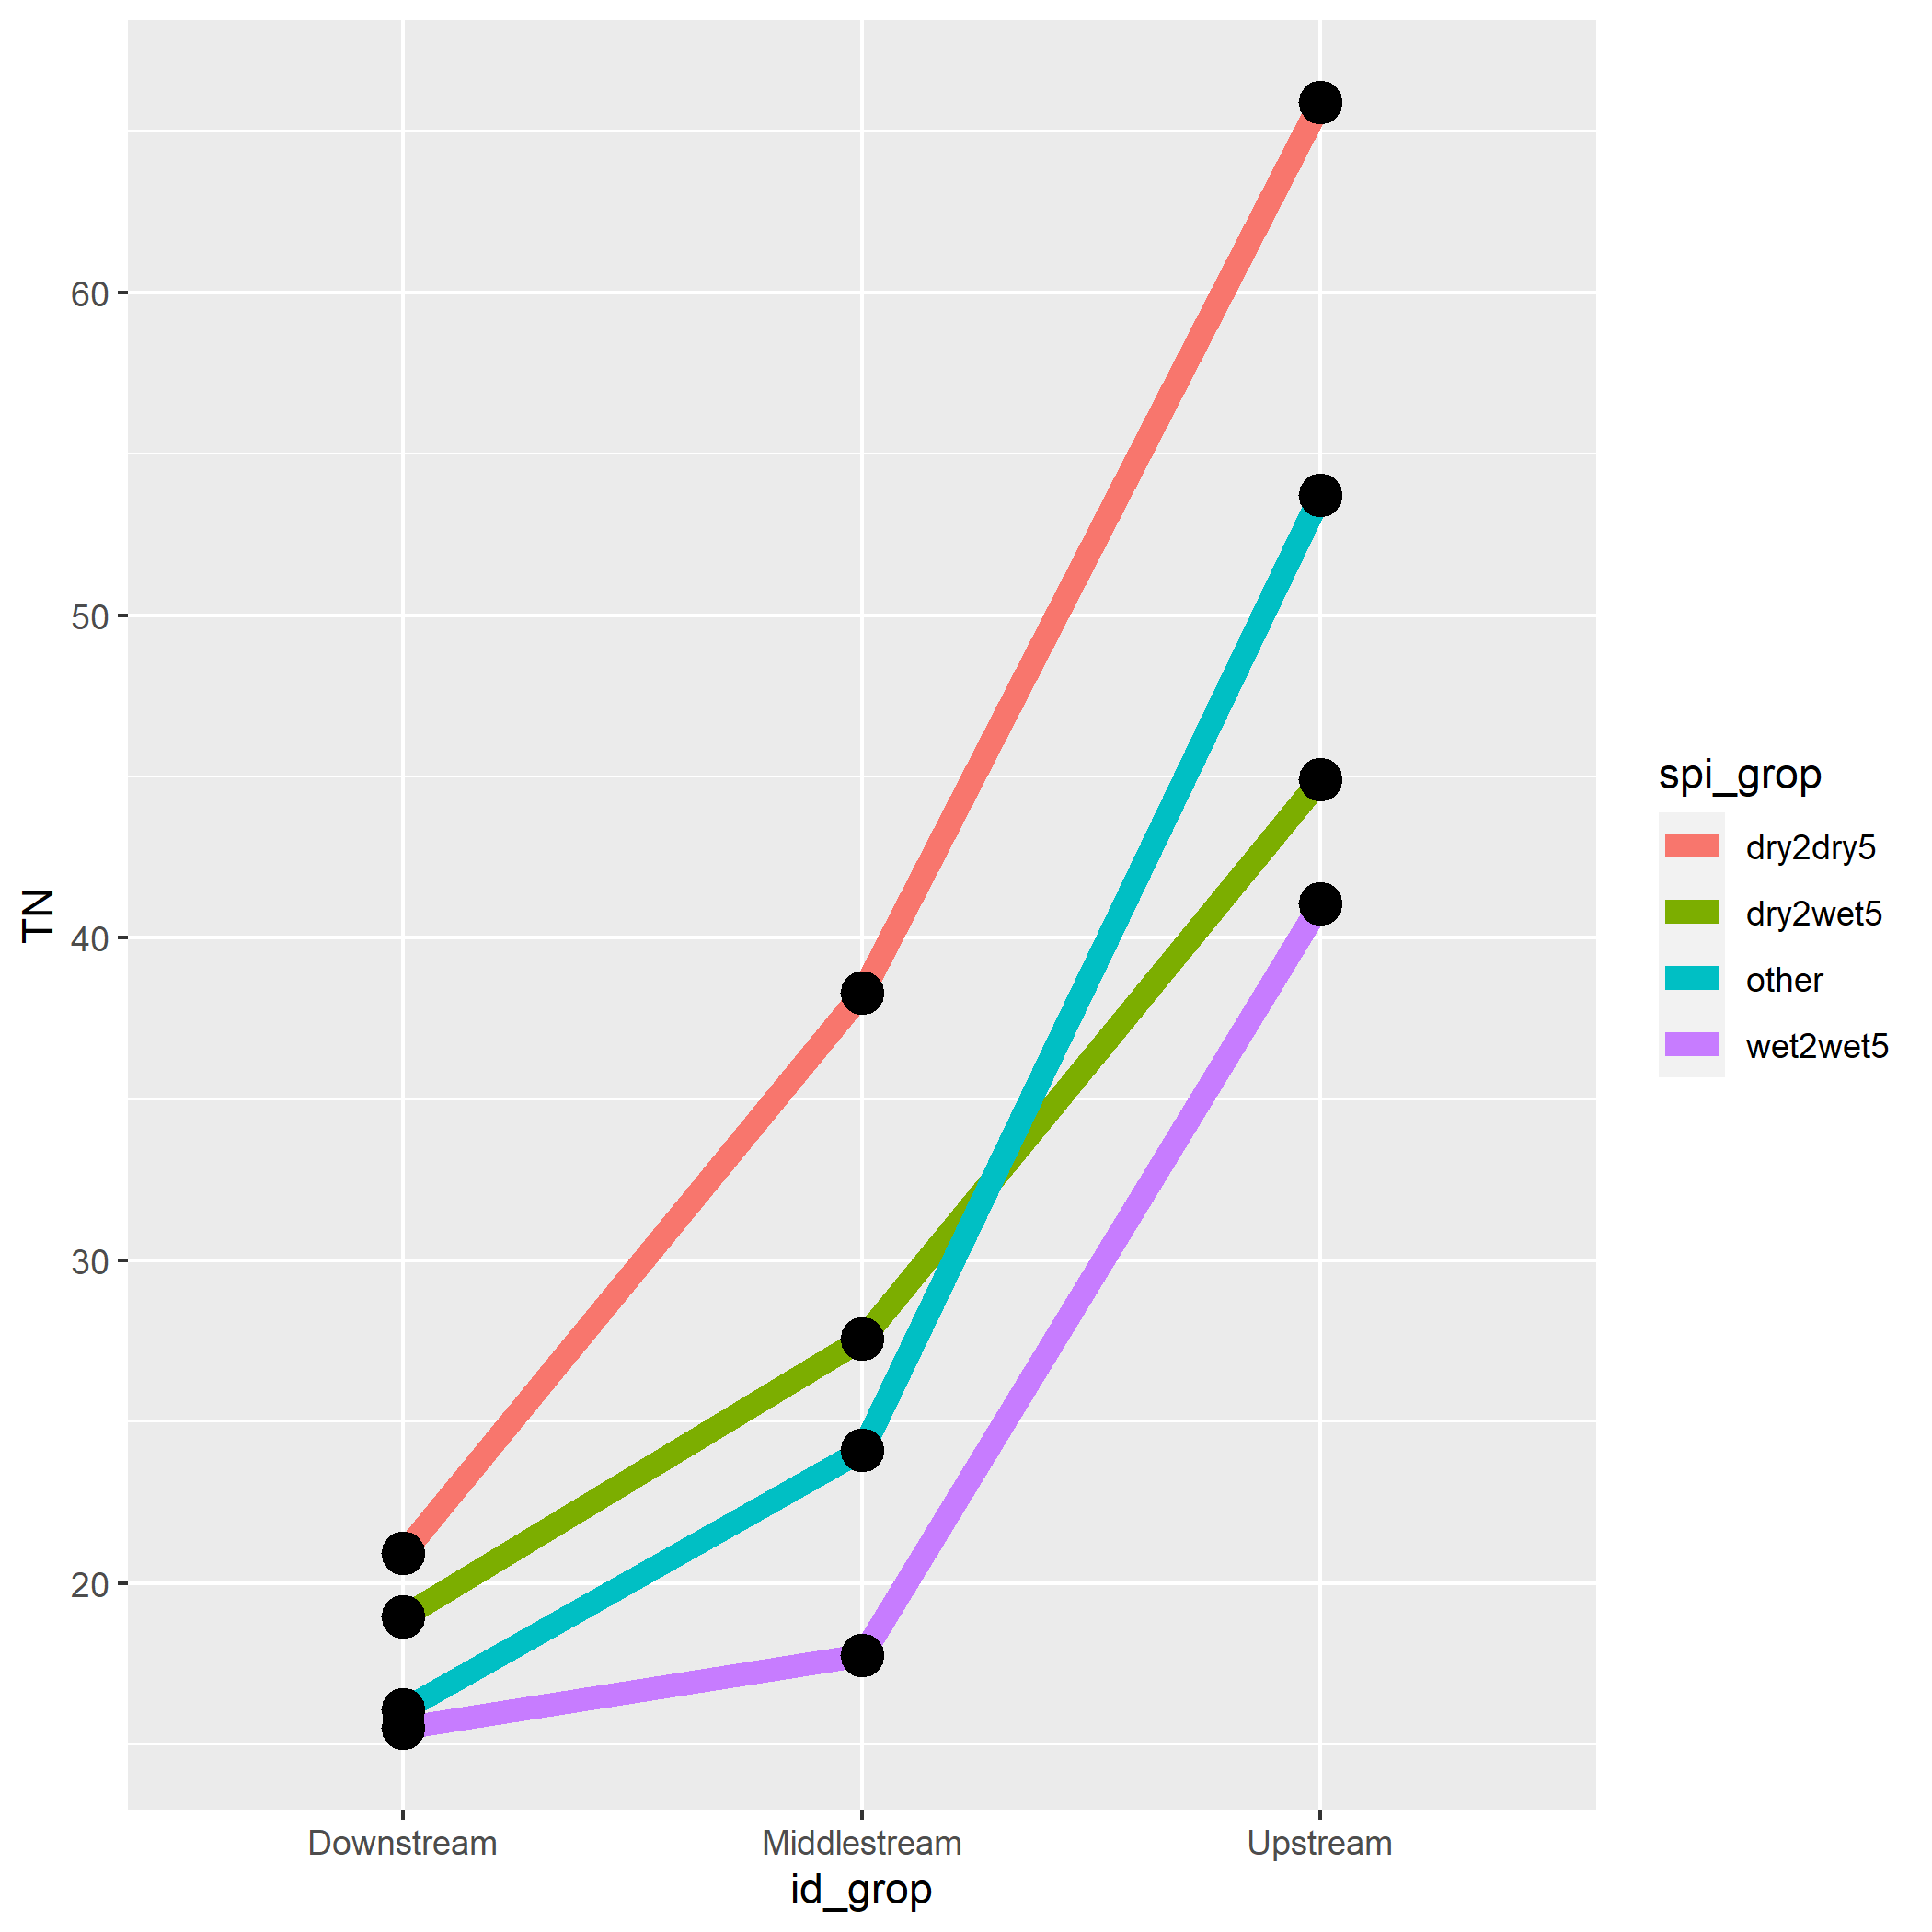 TN
60
50
40
30
20
Downstream Middlestream Upstream
id_grop
spi_grop
dry2dry5
dry2wet5
other
wet2wet5